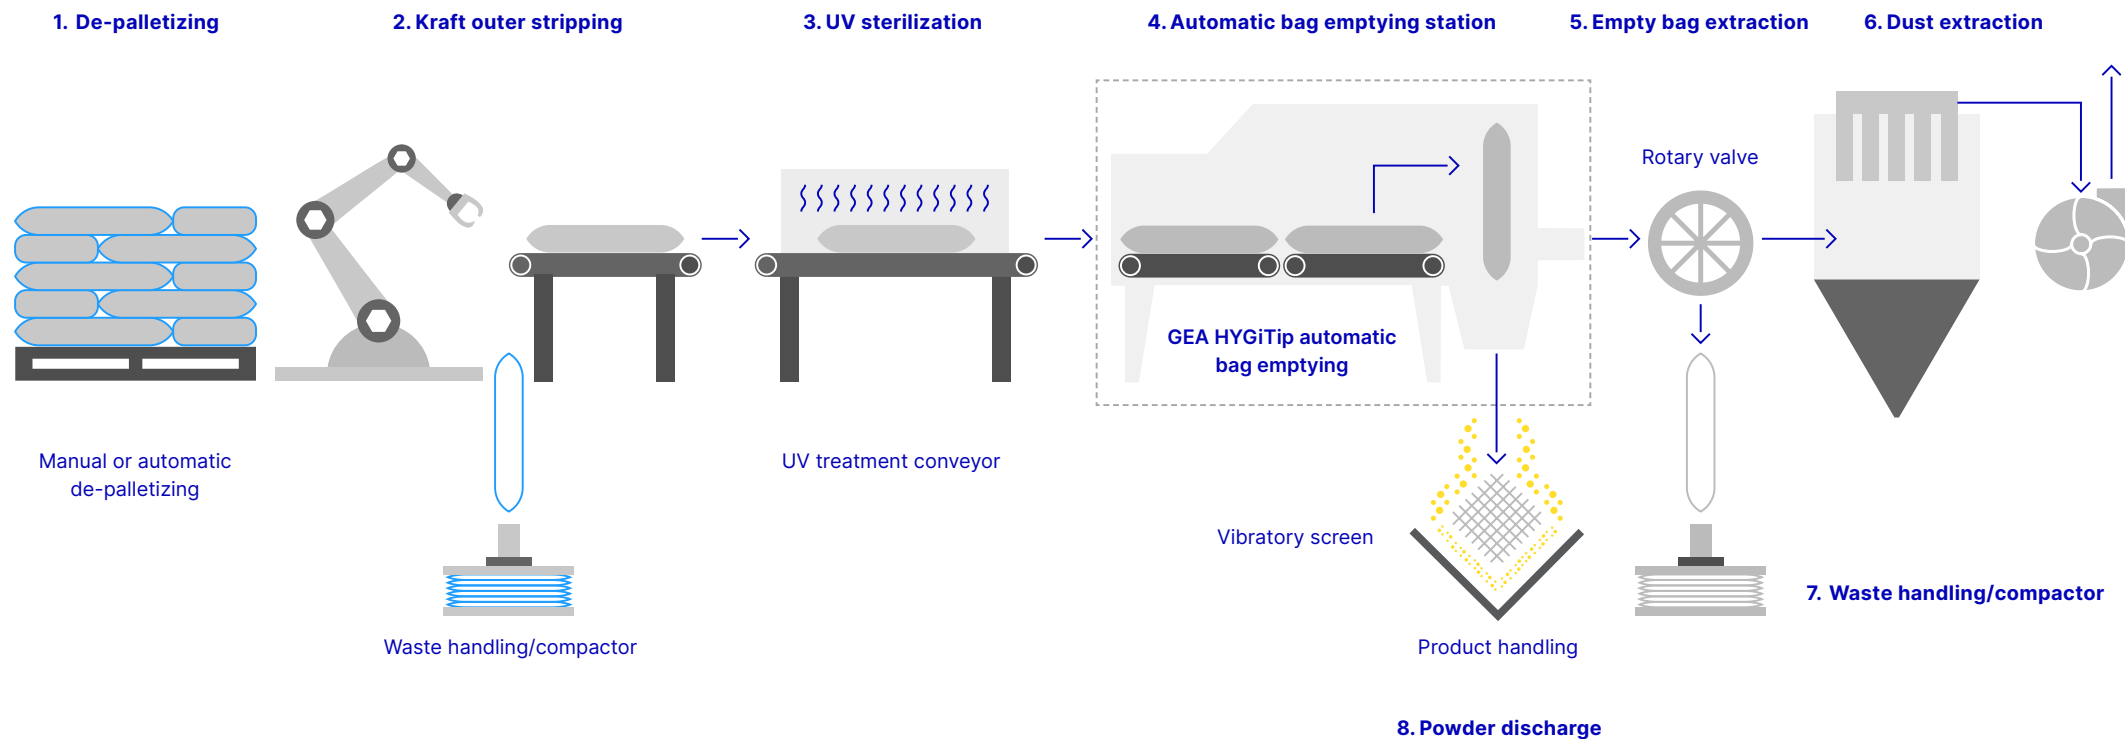 1. De-palletizing
2. Kraft outer stripping
3. UV sterilization
4. Automatic bag emptying station
5. Empty bag extraction
6. Dust extraction
Rotary valve
GEA HYGiTip automatic
bag emptying
Manual or automatic
de-palletizing
UV treatment conveyor
Vibratory screen
7. Waste handling/compactor
Waste handling/compactor
Product handling
8. Powder discharge